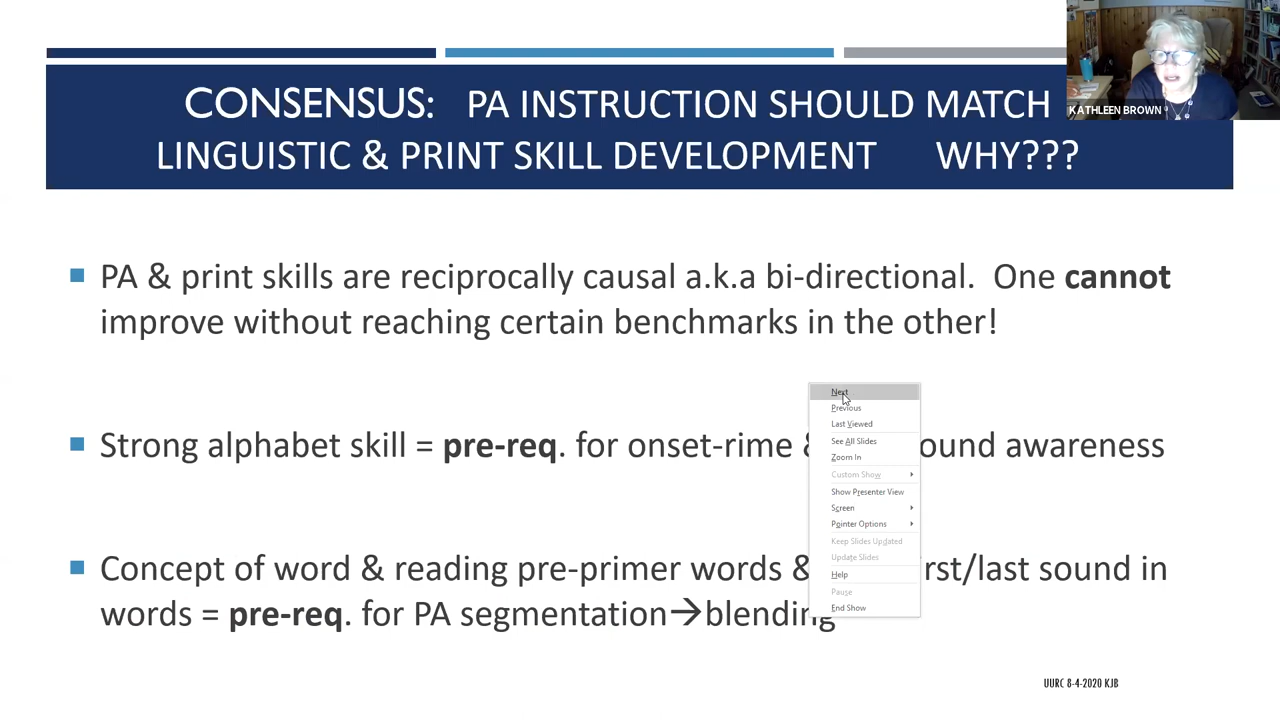 CONSENSUS: PA INSTRUCTION SHOULD MATCH
LINGUISTIC & PRINT SKILL DEVELOPMENT WHY???
KATHLEEN BROWN
PA & print skills are reciprocally causal a.k.a bi-directional. One cannot
improve without reaching certain benchmarks in the other!
Strong alphabet skill = pre-req. for onset-rime ound awareness
Concept of word & reading pre-primer words & rst/last sound in
words = pre-req. for PA segmentation→blending
Next
Previous
Last Viewed
See All Slides
Zoom In
Custom Show
Show Presenter View
Screen
Pointer Options
Keep Slides Updated
Update Slides
Help
Pause
End Show
UURC 8-4-2020 KJB